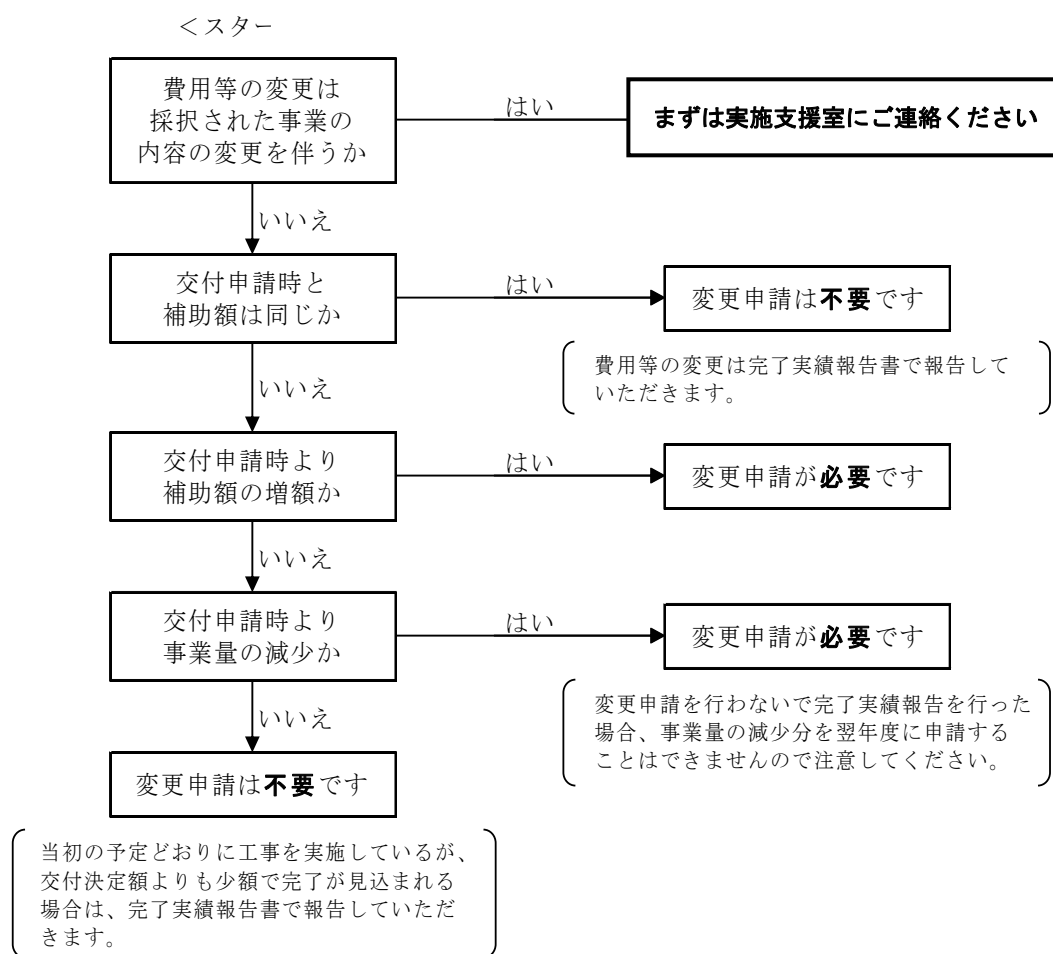 ＜スター
費用等の変更は
採択された事業の
内容の変更を伴うか
はい
まずは実施支援室にご連絡ください
いいえ
交付申請時と
補助額は同じか
はい
変更申請は不要です
費用等の変更は完了実績報告書で報告して
いただきます。
いいえ
交付申請時より
補助額の増額か
はい
変更申請が必要です
いいえ
交付申請時より
事業量の減少か
はい
変更申請が必要です
変更申請を行わないで完了実績報告を行った
場合、事業量の減少分を翌年度に申請する
ことはできませんので注意してください。
いいえ
変更申請は不要です
当初の予定どおりに工事を実施しているが、
交付決定額よりも少額で完了が見込まれる
場合は、完了実績報告書で報告していただ
きます。